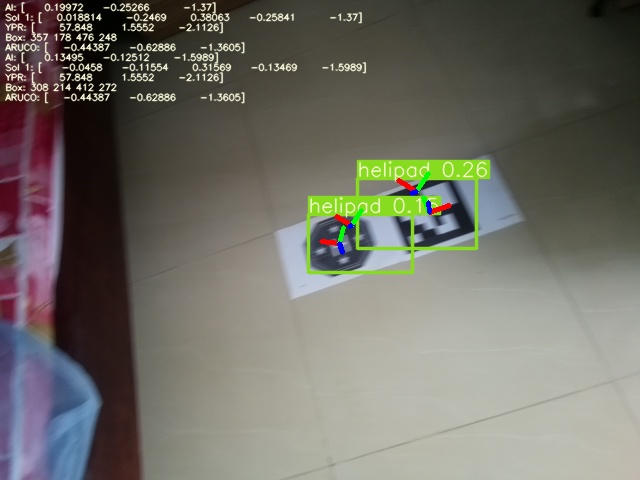 AI: [ 0.19972 -0.25266 -1.37]
Sol 1: [ 0.018814 -0.2469 0.38063 -0.25841 -1.37]
YPR: [ 57.848 1.5552 -2.1126]
Box: 357 178 476 248
ARUCO: [ -0.44387 -0.62886 -1.3605]
AI: [ 0.13495 -0.12512 -1.5989]
Sol 1: [ -0.0458 -0.11554 0.31569 -0.13469 -1.5989]
YPR: [ 57.848 1.5552 -2.1126]
Box: 308 214 412 272
ARUCO: [ -0.44387 -0.62886 -1.3605]
helipad 0.26
helipad 0.15